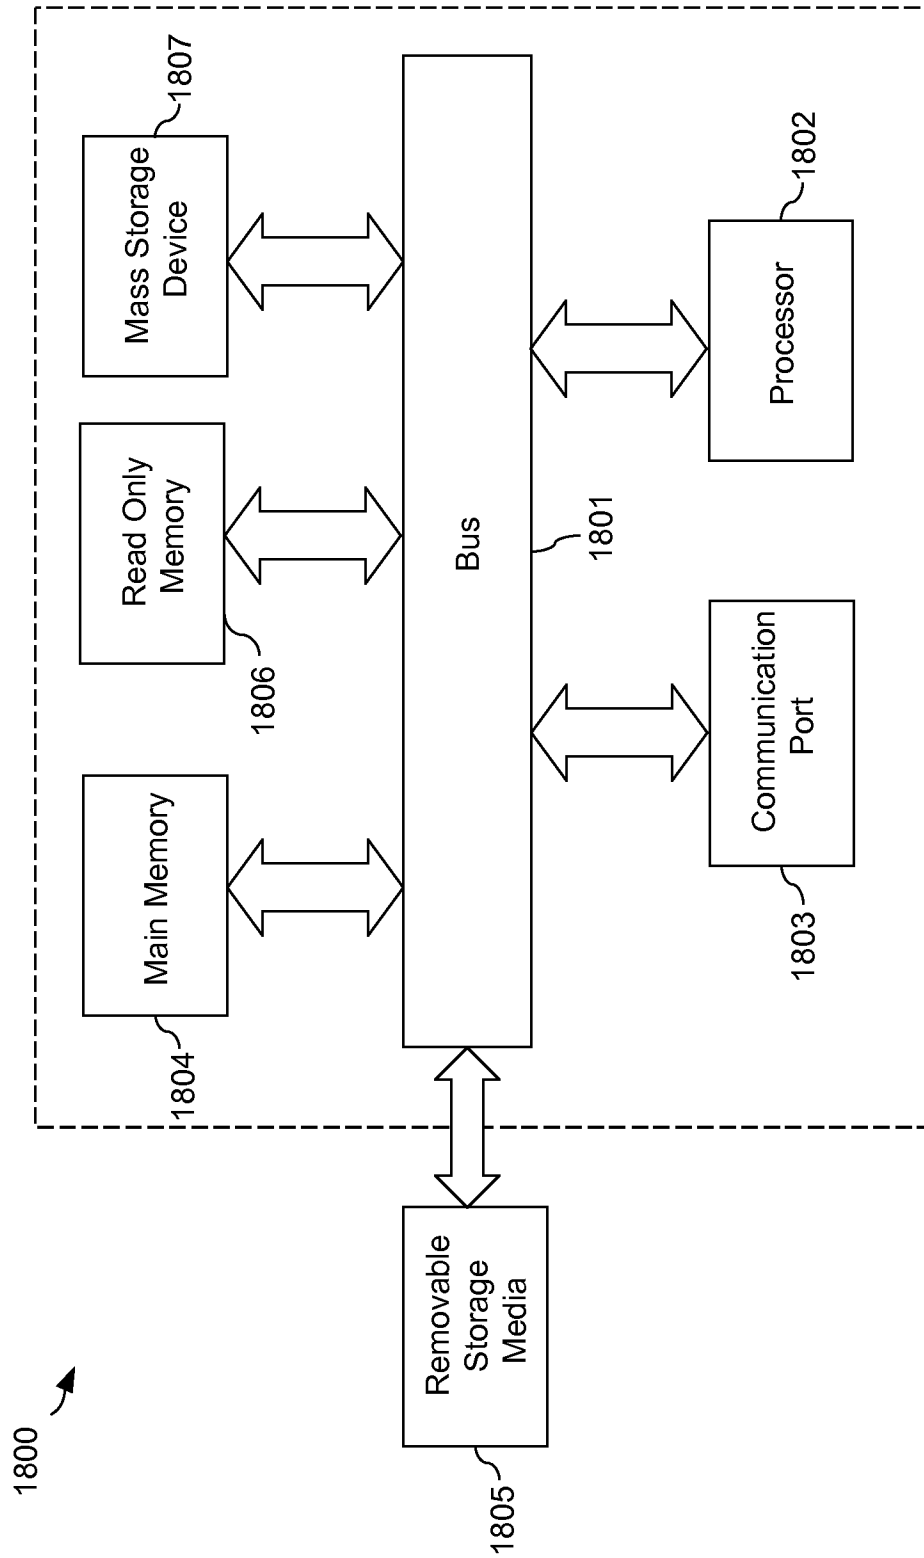 1800
Main Memory
1804
Read Only
Memory
1806
Mass Storage
Device
1807
Removable
Storage
Media
1805
Bus
1801
Communication
Port
1803
Processor
1802